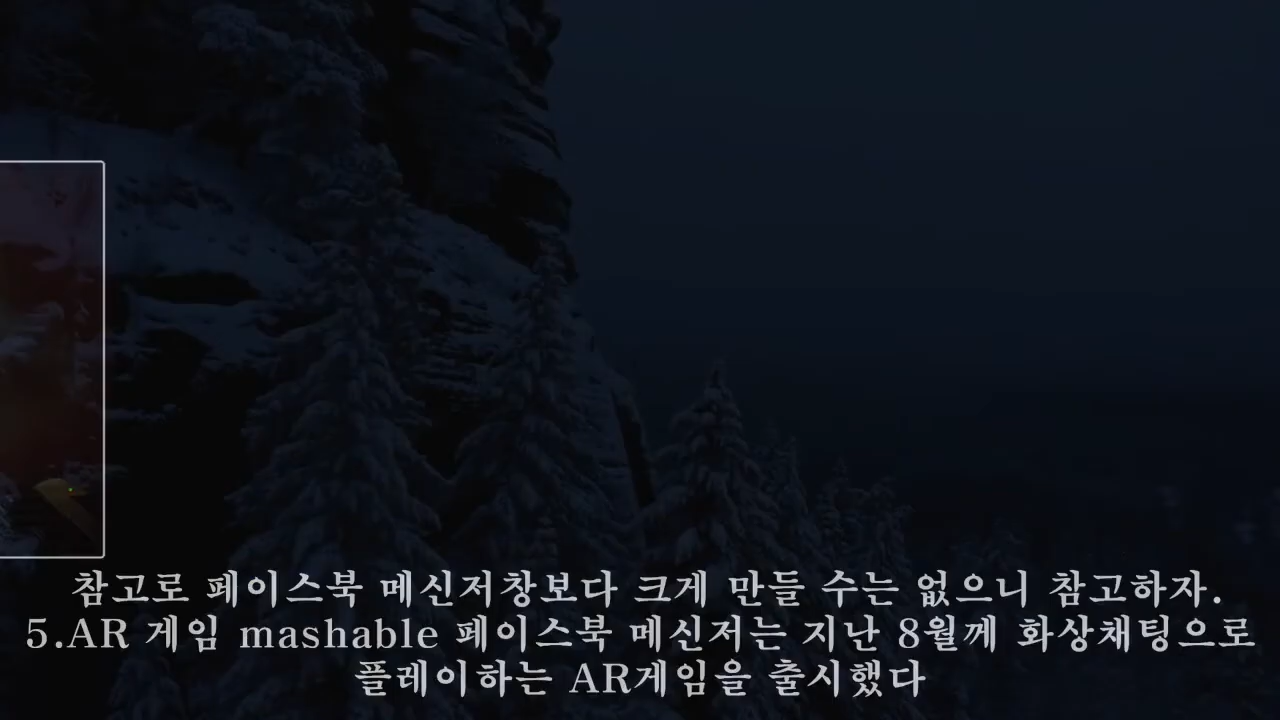 참고로 페이스북 메신저창보다 크게 만들 수는 없으니 참고하자.
5.AR 게임 mashable 페이스북 메신저는 지난 8월께 화상채팅으로
플레이하는 AR게임을 출시했다